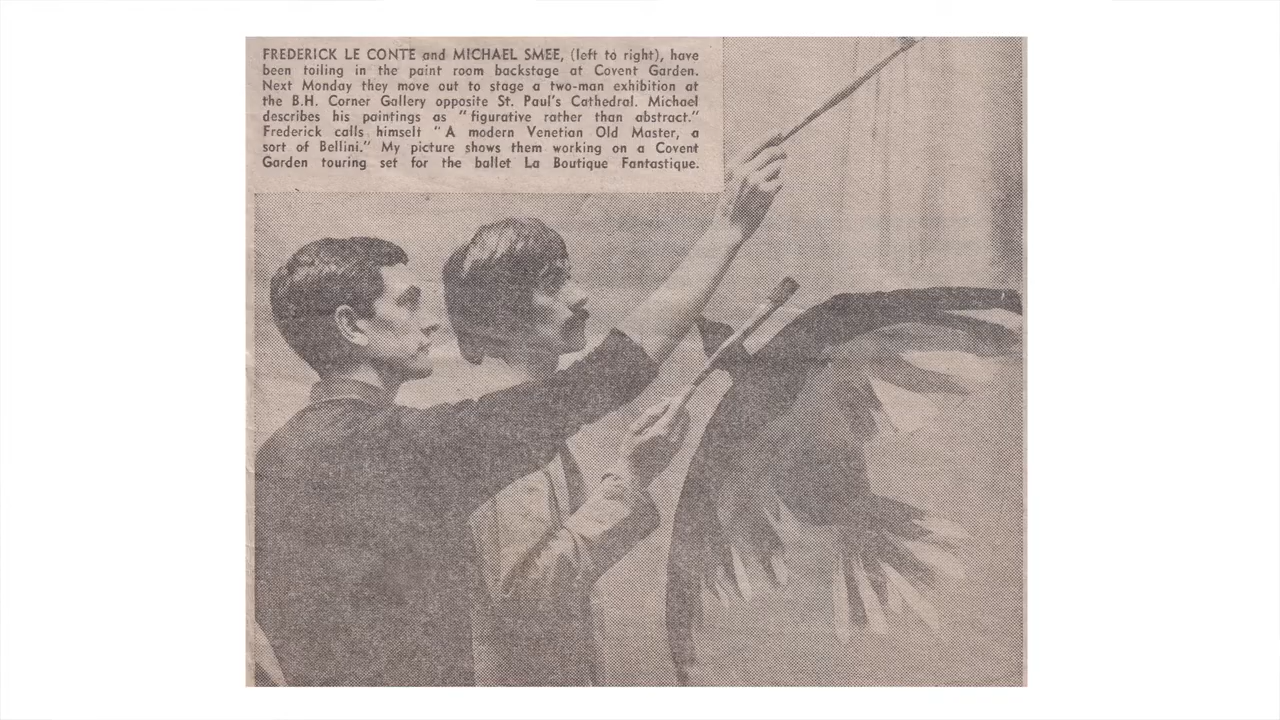 FREDERICK LE CONTE and MICHAEL SMEE, (left to right), have
been toiling in the paint room backstage at Covent Garden.
Next Monday they move out to stage a two-man exhibition at
the B.H. Corner Gallery opposite St. Paul's Cathedral. Michael
describes his paintings as "figurative rather than abstract."
Frederick calls himself "A modern Venetian Old Master, a
sort of Bellini." My picture shows them working on a Covent
Garden touring set for the ballet La Boutique Fantastique.